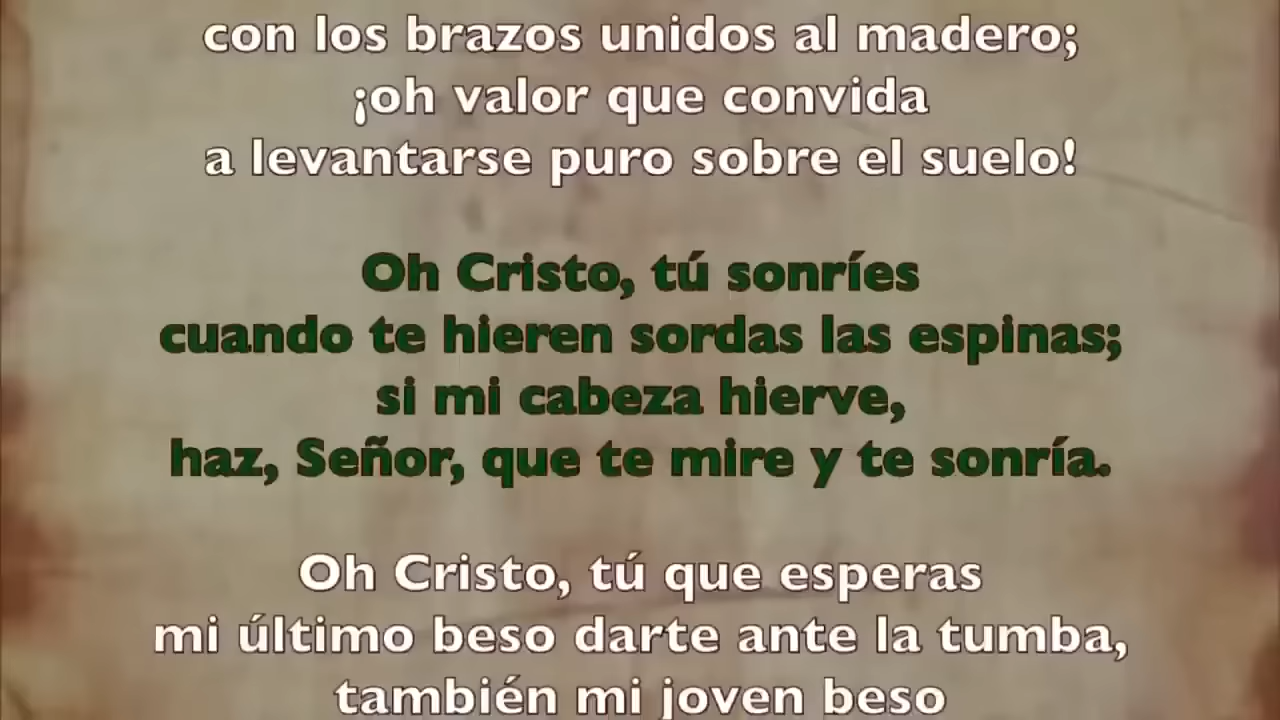 con los brazos unidos al madero;
¡oh valor que convida
a levantarse puro sobre el suelo!
Oh Cristo, tú sonríes
cuando te hieren sordas las espinas;
si mi cabeza hierve,
haz, Señor, que te mire y te sonría.
Oh Cristo, tú que esperas
mi último beso darte ante la tumba,
también mi joven beso